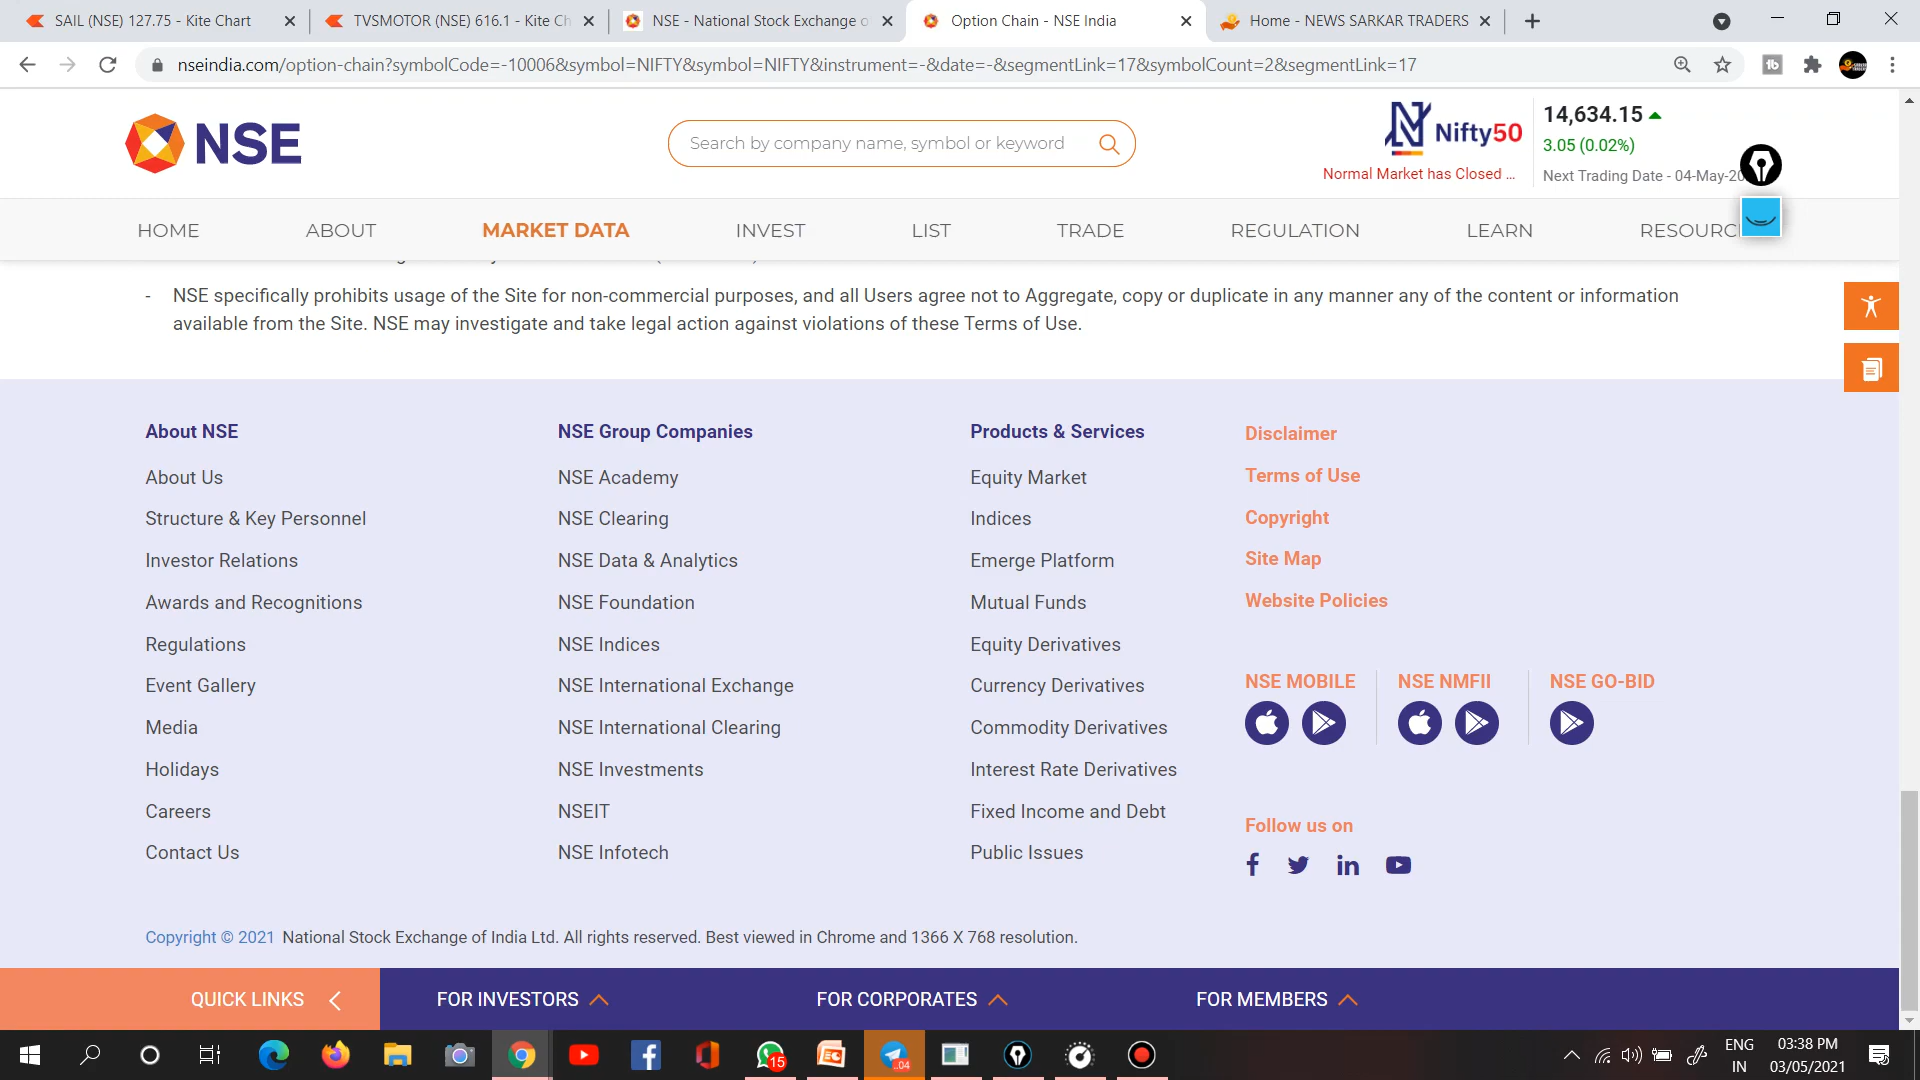 SAIL (NSE) 127.75 - Kite Chart
TVSMOTOR (NSE) 616.1 - Kite Ch
NSE - National Stock Exchange o
Option Chain - NSE India
Home - NEWS SARKAR TRADERS
nseindia.com/option-chain?symbolCode=-10006&symbol=NIFTY&symbol=NIFTY&instrument=-&date=-&segmentLink=17&symbolCount=2&segmentLink=17
NSE
Search by company name, symbol or keyword
Nifty50
Normal Market has Closed ...
14,634.15
3.05 (0.02%)
Next Trading Date - 04-May-20
HOME
ABOUT
MARKET DATA
INVEST
LIST
TRADE
REGULATION
LEARN
RESOURC
- NSE specifically prohibits usage of the Site for non-commercial purposes, and all Users agree not to Aggregate, copy or duplicate in any manner any of the content or information
available from the Site. NSE may investigate and take legal action against violations of these Terms of Use.
About NSE
About Us
Structure & Key Personnel
Investor Relations
Awards and Recognitions
Regulations
Event Gallery
Media
Holidays
Careers
Contact Us
NSE Group Companies
NSE Academy
NSE Clearing
NSE Data & Analytics
NSE Foundation
NSE Indices
NSE International Exchange
NSE International Clearing
NSE Investments
NSEIT
NSE Infotech
Products & Services
Equity Market
Indices
Emerge Platform
Mutual Funds
Equity Derivatives
Currency Derivatives
Commodity Derivatives
Interest Rate Derivatives
Fixed Income and Debt
Public Issues
Disclaimer
Terms of Use
Copyright
Site Map
Website Policies
NSE MOBILE
NSE NMFII
NSE GO-BID
Follow us on
Copyright © 2021 National Stock Exchange of India Ltd. All rights reserved. Best viewed in Chrome and 1366 X 768 resolution.
QUICK LINKS
FOR INVESTORS
FOR CORPORATES
FOR MEMBERS
15
.04
ENG
IN
03:38 PM
03/05/2021